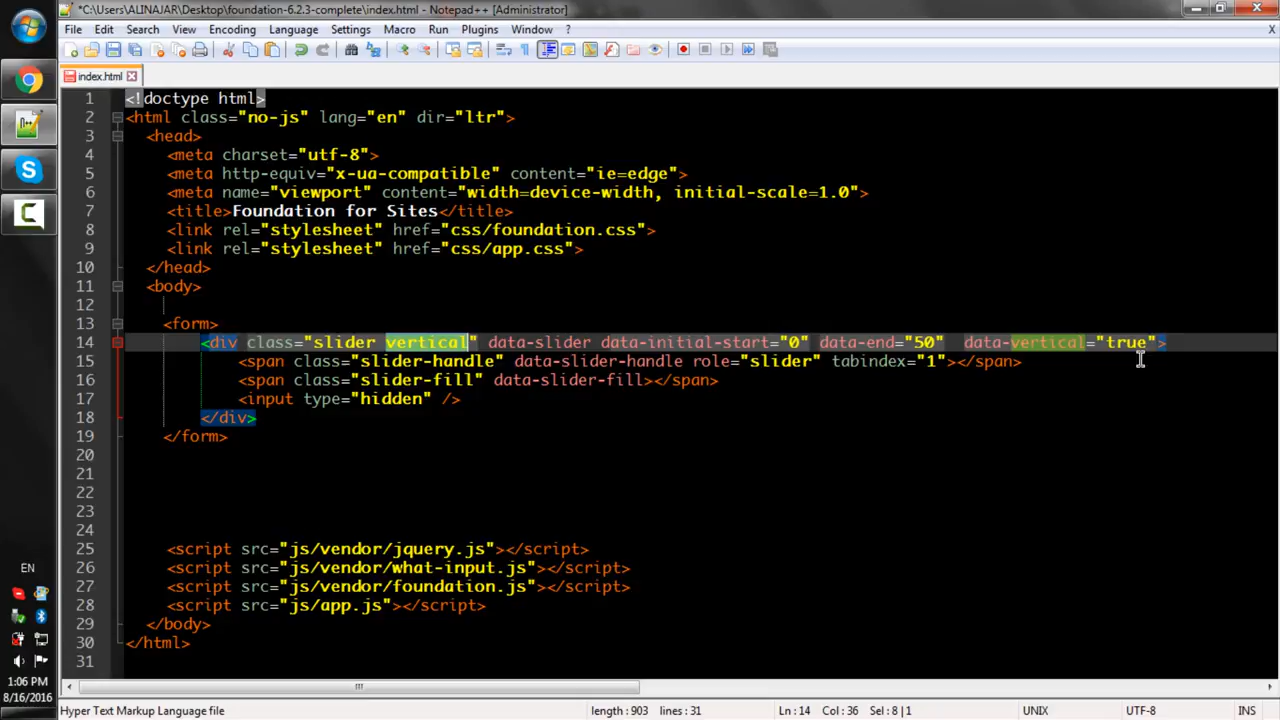 *C:\Users\ALINAJAR\Desktop\foundation-6.2.3-complete\index.html - Notepad++ [Administrator]
File Edit Search View Encoding Language Settings Macro Run Plugins Window ? X
index.html
1 <!doctype html>
2 <html class="no-js" lang="en" dir="ltr">
3 <head>
4 <meta charset="utf-8">
5 <meta http-equiv="x-ua-compatible" content="ie=edge">
6 <meta name="viewport" content="width=device-width, initial-scale=1.0">
7 <title>Foundation for Sites</title>
8 <link rel="stylesheet" href="css/foundation.css">
9 <link rel="stylesheet" href="css/app.css">
10 </head>
11 <body>
12
13 <form>
14 <div class="slider vertical" data-slider data-initial-start="0" data-end="50"  data-vertical="true">
15 <span class="slider-handle" data-slider-handle role="slider" tabindex="1"></span>
16 <span class="slider-fill" data-slider-fill></span>
17 <input type="hidden" />
18 </div>
19 </form>
20
21
22
23
24
25 <script src="js/vendor/jquery.js"></script>
26 <script src="js/vendor/what-input.js"></script>
27 <script src="js/vendor/foundation.js"></script>
28 <script src="js/app.js"></script>
29 </body>
30 </html>
31
EN
1:06 PM
8/16/2016
Hyper Text Markup Language file length : 903 lines : 31 Ln : 14 Col : 36 Sel : 8 | 1 UNIX UTF-8 INS